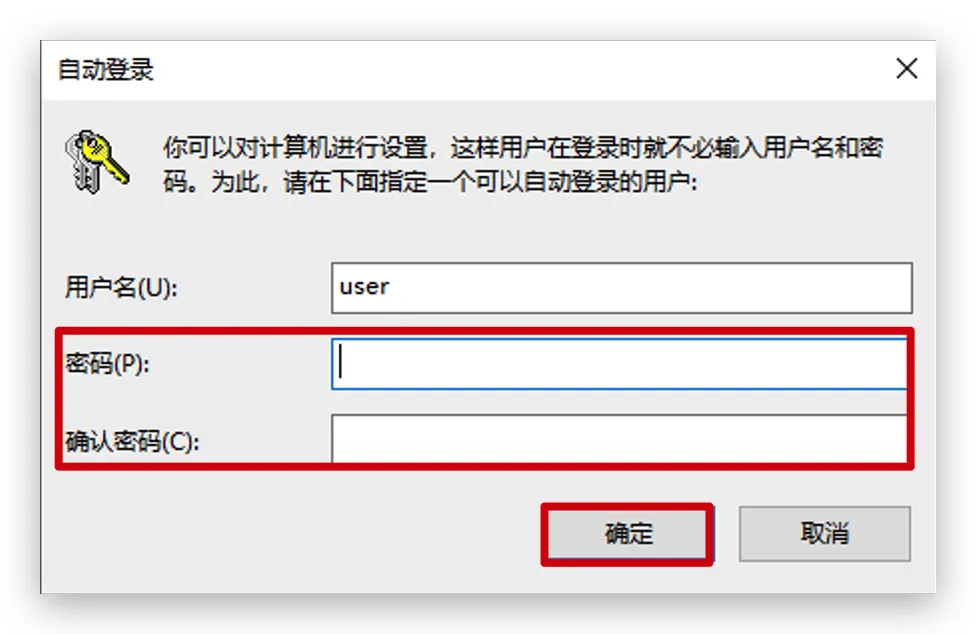 自动登录
你可以对计算机进行设置，这样用户在登录时就不必输入用户名和密
码。为此，请在下面指定一个可以自动登录的用户:
用户名(U): user
密码(P):
确认密码(C):
确定 取消